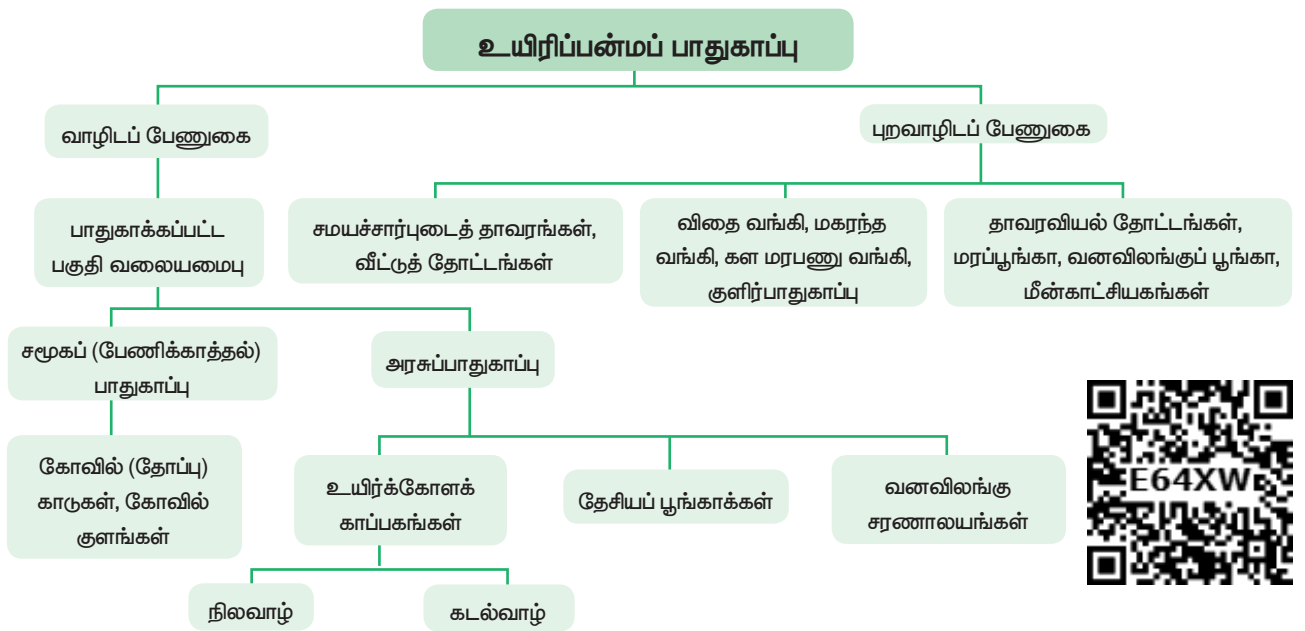 உயிரிப்பன்மப் பாதுகாப்பு
வாழிடப் பேணுகை
புறவாழிடப் பேணுகை
பாதுகாக்கப்பட்ட
பகுதி வலையமைபு
சமயச்சார்புடைத் தாவரங்கள்,
வீட்டுத் தோட்டங்கள்
விதை வங்கி, மகரந்த
வங்கி, கள மரபணு வங்கி,
குளிர்பாதுகாப்பு
தாவரவியல் தோட்டங்கள்,
மரப்பூங்கா, வனவிலங்குப் பூங்கா,
மீன்காட்சியகங்கள்
சமூகப் (பேணிக்காத்தல்)
பாதுகாப்பு
அரசுப்பாதுகாப்பு
கோவில் (தோப்பு)
காடுகள், கோவில்
குளங்கள்
உயிர்க்கோளக்
காப்பகங்கள்
தேசியப் பூங்காக்கள்
வனவிலங்கு
சரணாலயங்கள்
E64XW
நிலவாழ்
கடல்வாழ்